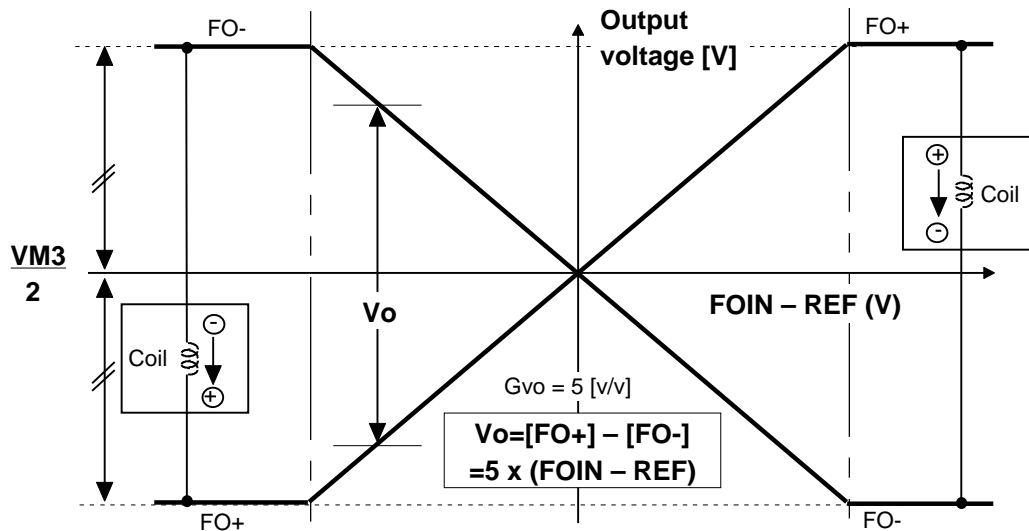 FO-
Output
voltage [V]
FO+
⊕
Coil
⊖
VM3
2
Vo
FOIN – REF (V)
⊖
Coil
⊕
Gvo = 5 [v/v]
Vo=[FO+] – [FO-]
=5 x (FOIN – REF)
FO+
FO-